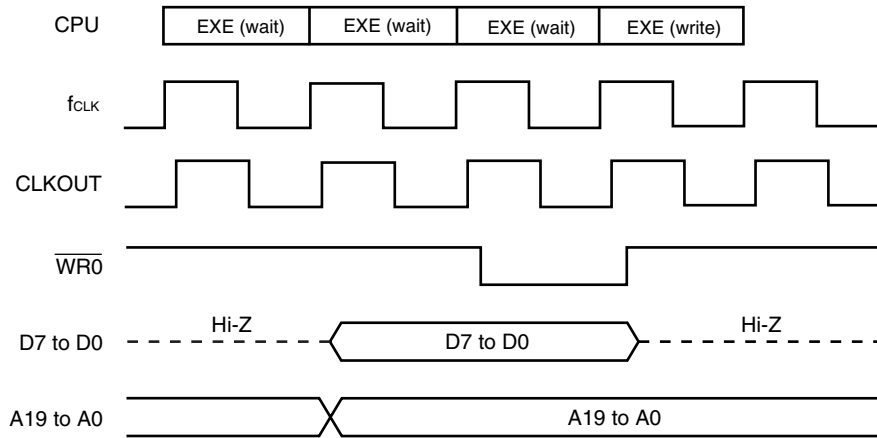 CPU EXE (wait) EXE (wait) EXE (wait) EXE (write)
fCLK
CLKOUT
WR0
Hi-Z Hi-Z
D7 to D0 D7 to D0
A19 to A0 A19 to A0